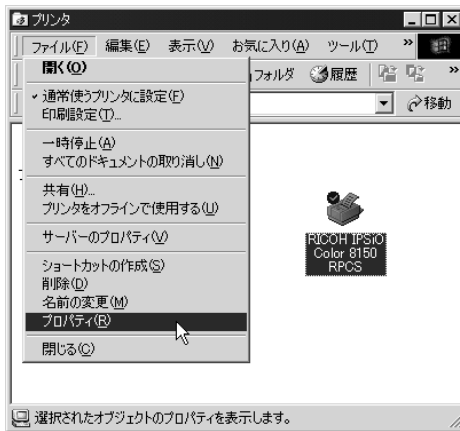 プリンタ
ファイル(F) 編集(E) 表示(V) お気に入り(A) ツール(T) »
フォルダ 履歴 »
移動
開く(O)
通常使うプリンタに設定(F)
印刷設定(T)...
一時停止(A)
すべてのドキュメントの取り消し(N)
共有(H)...
プリンタをオフラインで使用する(U)
サーバーのプロパティ(V)
ショートカットの作成(S)
削除(D)
名前の変更(M)
プロパティ(R)
閉じる(C)
RICOH IPSiO
Color 8150
RPCS
選択されたオブジェクトのプロパティを表示します。